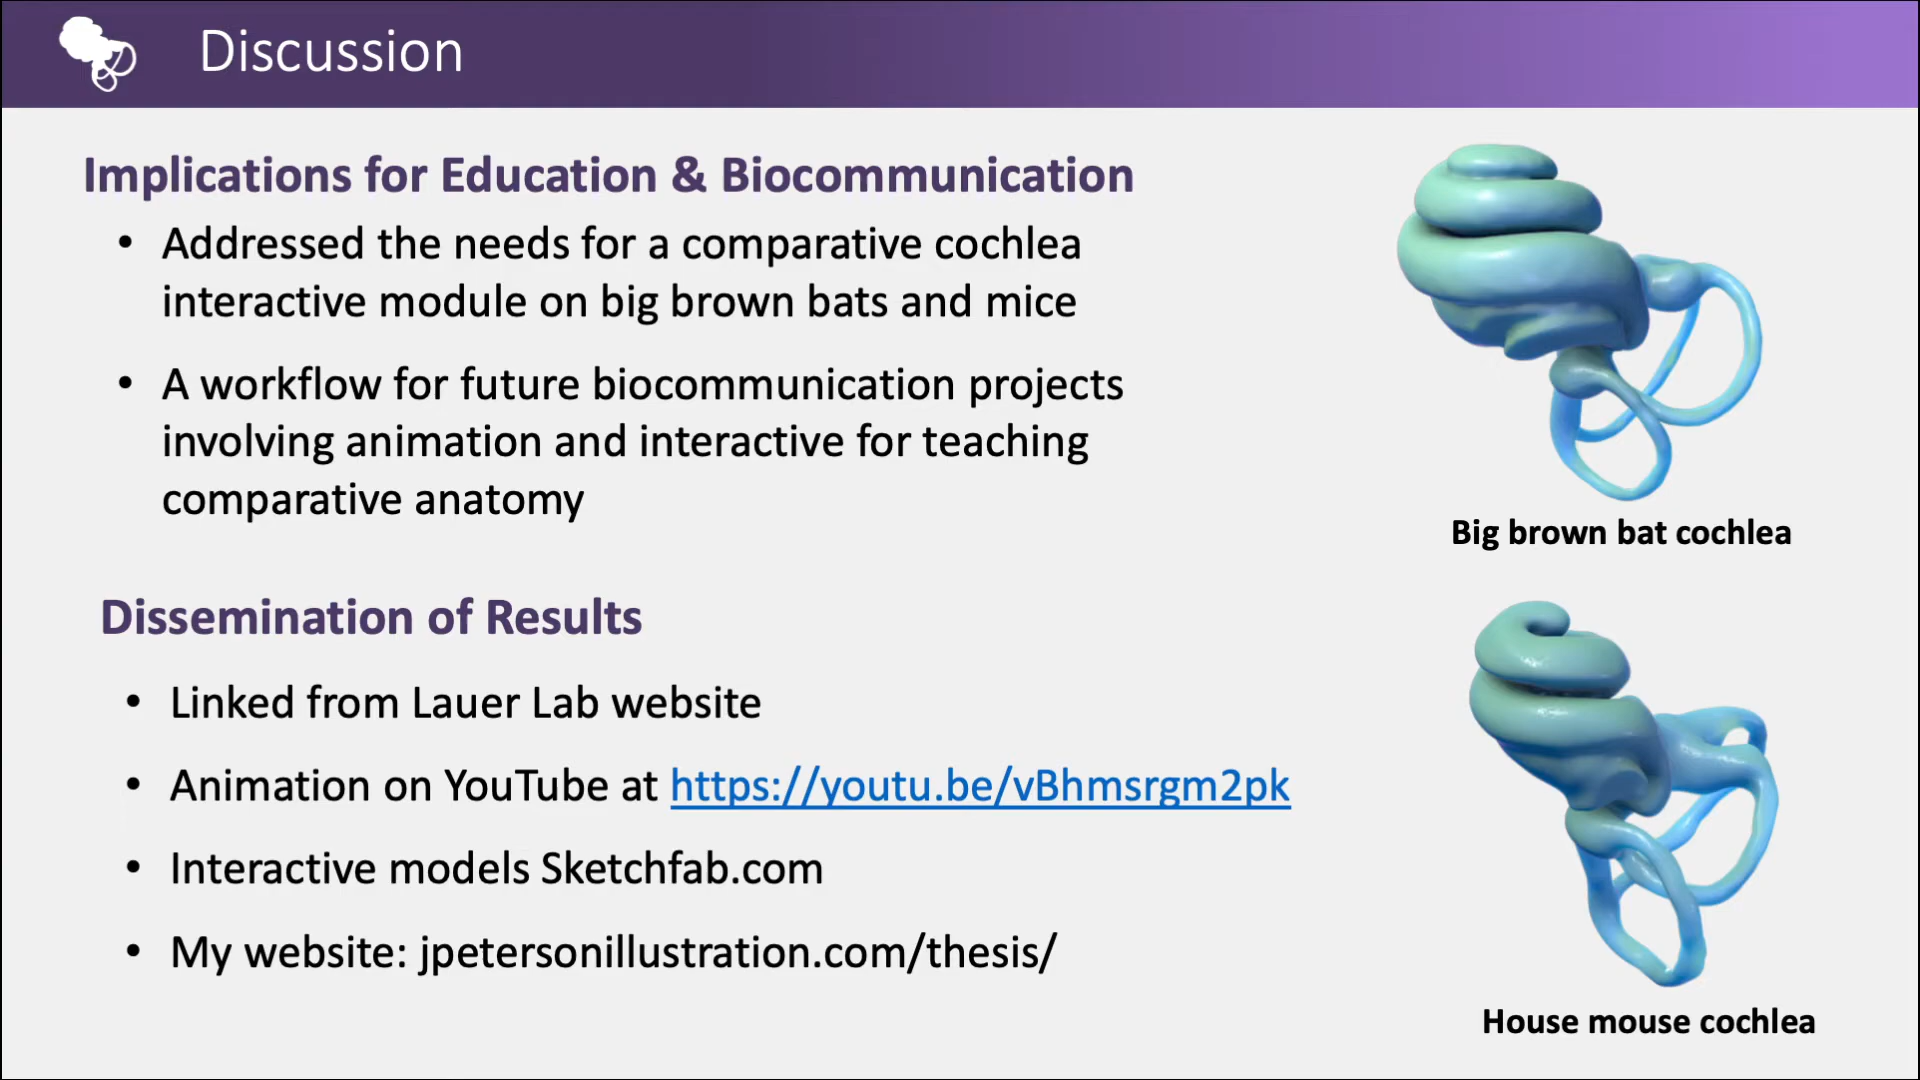 Discussion
Implications for Education & Biocommunication
• Addressed the needs for a comparative cochlea
interactive module on big brown bats and mice
• A workflow for future biocommunication projects
involving animation and interactive for teaching
comparative anatomy
Big brown bat cochlea
Dissemination of Results
• Linked from Lauer Lab website
• Animation on YouTube at https://youtu.be/vBhmsrgm2pk
• Interactive models Sketchfab.com
• My website: jpetersonillustration.com/thesis/
House mouse cochlea